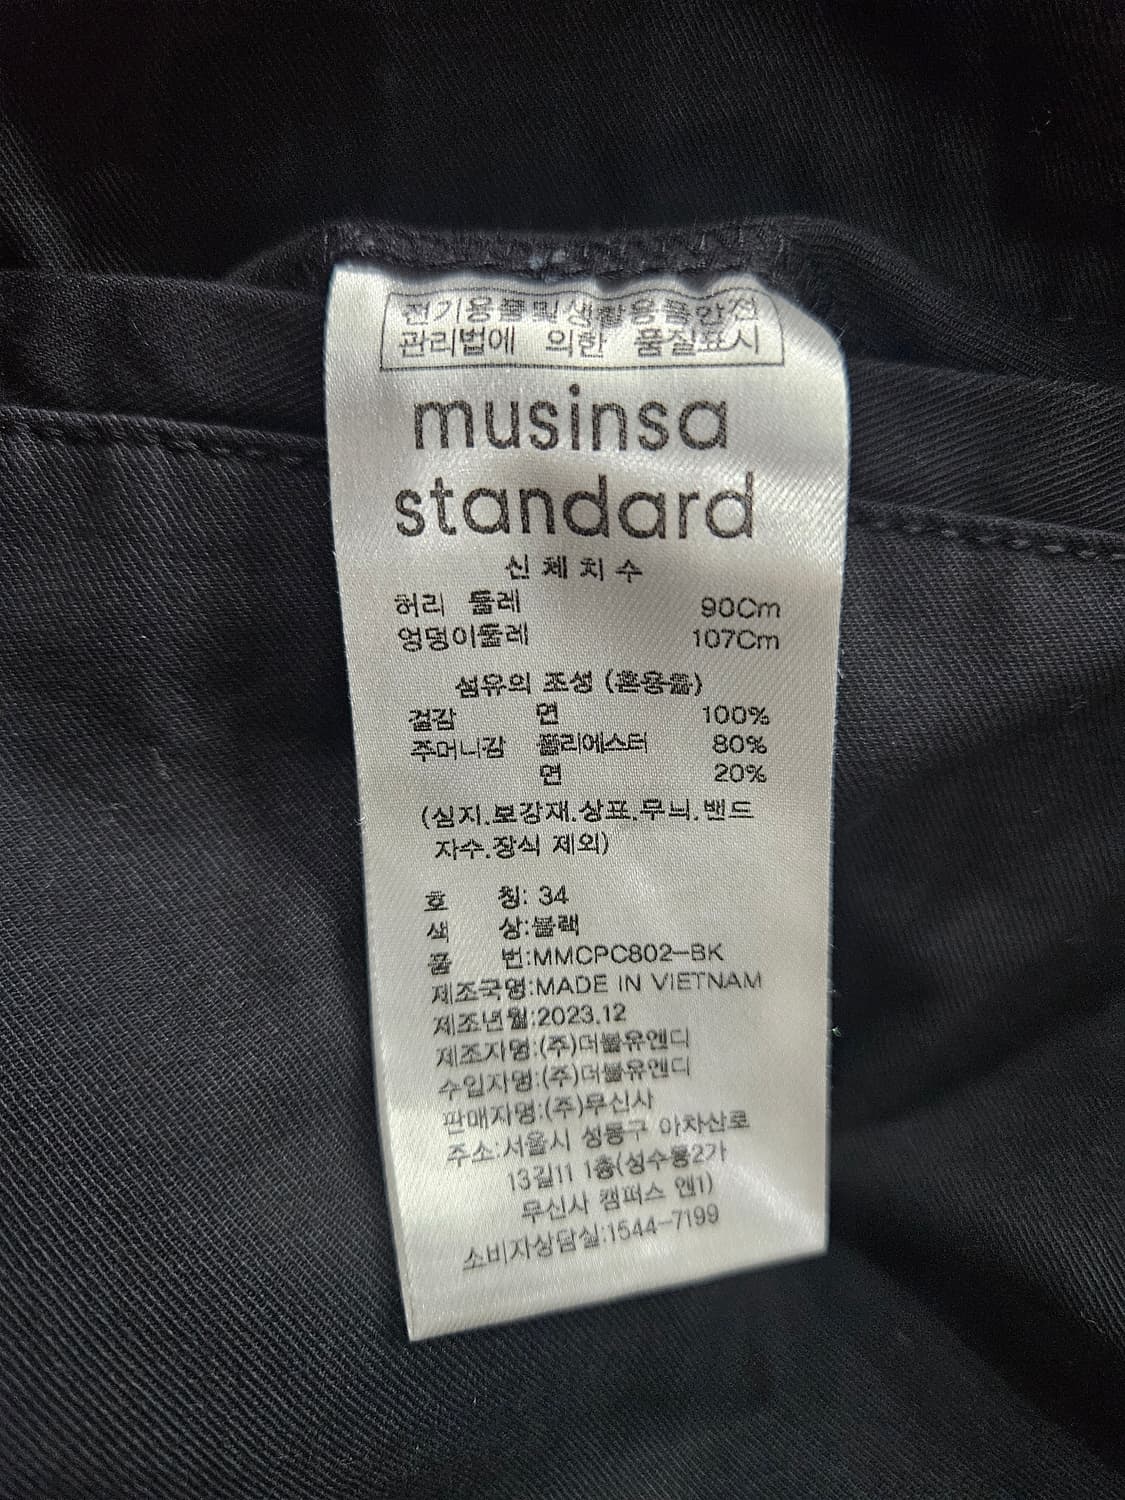 전기용품및생활용품안전
관리법에 의한 품질표시
musinsa
standard
신체치수
허리 둘레 90Cm
엉덩이둘레 107Cm
섬유의 조성 (혼용율)
겉감 면 100%
주머니감 폴리에스터 80%
면 20%
(심지.보강재.상표.무늬.밴드
자수.장식 제외)
호 칭: 34
색 상:블랙
품 번:MMCPC802-BK
제조국명:MADE IN VIETNAM
제조년월:2023.12
제조자명:(주)더블유앤디
수입자명:(주)더블유앤디
판매자명:(주)무신사
주소:서울시 성동구 아차산로
13길11 1층(성수동2가
무신사 캠퍼스 엔1)
소비자상담실:1544-7199